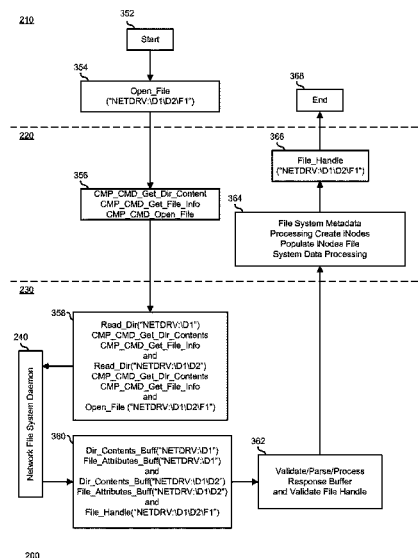 210
352
Start
354
Open_File
("NETDRV:\D1\D2\F1")
368
End
220
366
File_Handle
("NETDRV:\D1\D2\F1")
356
CMP_CMD_Get_Dir_Content
CMP_CMD_Get_File_Info
CMP_CMD_Open_File
364
File System Metadata
Processing Create INodes
Populate INodes File
System Data Processing
230
358
Read_Dir("NETDRV:\D1")
CMP_CMD_Get_Dir_Contents
CMP_CMD_Get_File_Info
and
Read_Dir("NETDRV:\D1\D2")
CMP_CMD_Get_Dir_Contents
CMP_CMD_Get_File_Info
and
Open_File ("NETDRV:\D1\D2\F1")
240
Network File System Daemon
360
Dir_Contents_Buff("NETDRV:\D1")
File_Attributes_Buff("NETDRV:\D1")
and
Dir_Contents_Buff("NETDRV:\D1\D2")
File_Attributes_Buff("NETDRV:\D1\D2")
and
File_Handle("NETDRV:\D1\D2\F1")
362
Validate/Parse/Process
Response Buffer
and Validate File Handle
200